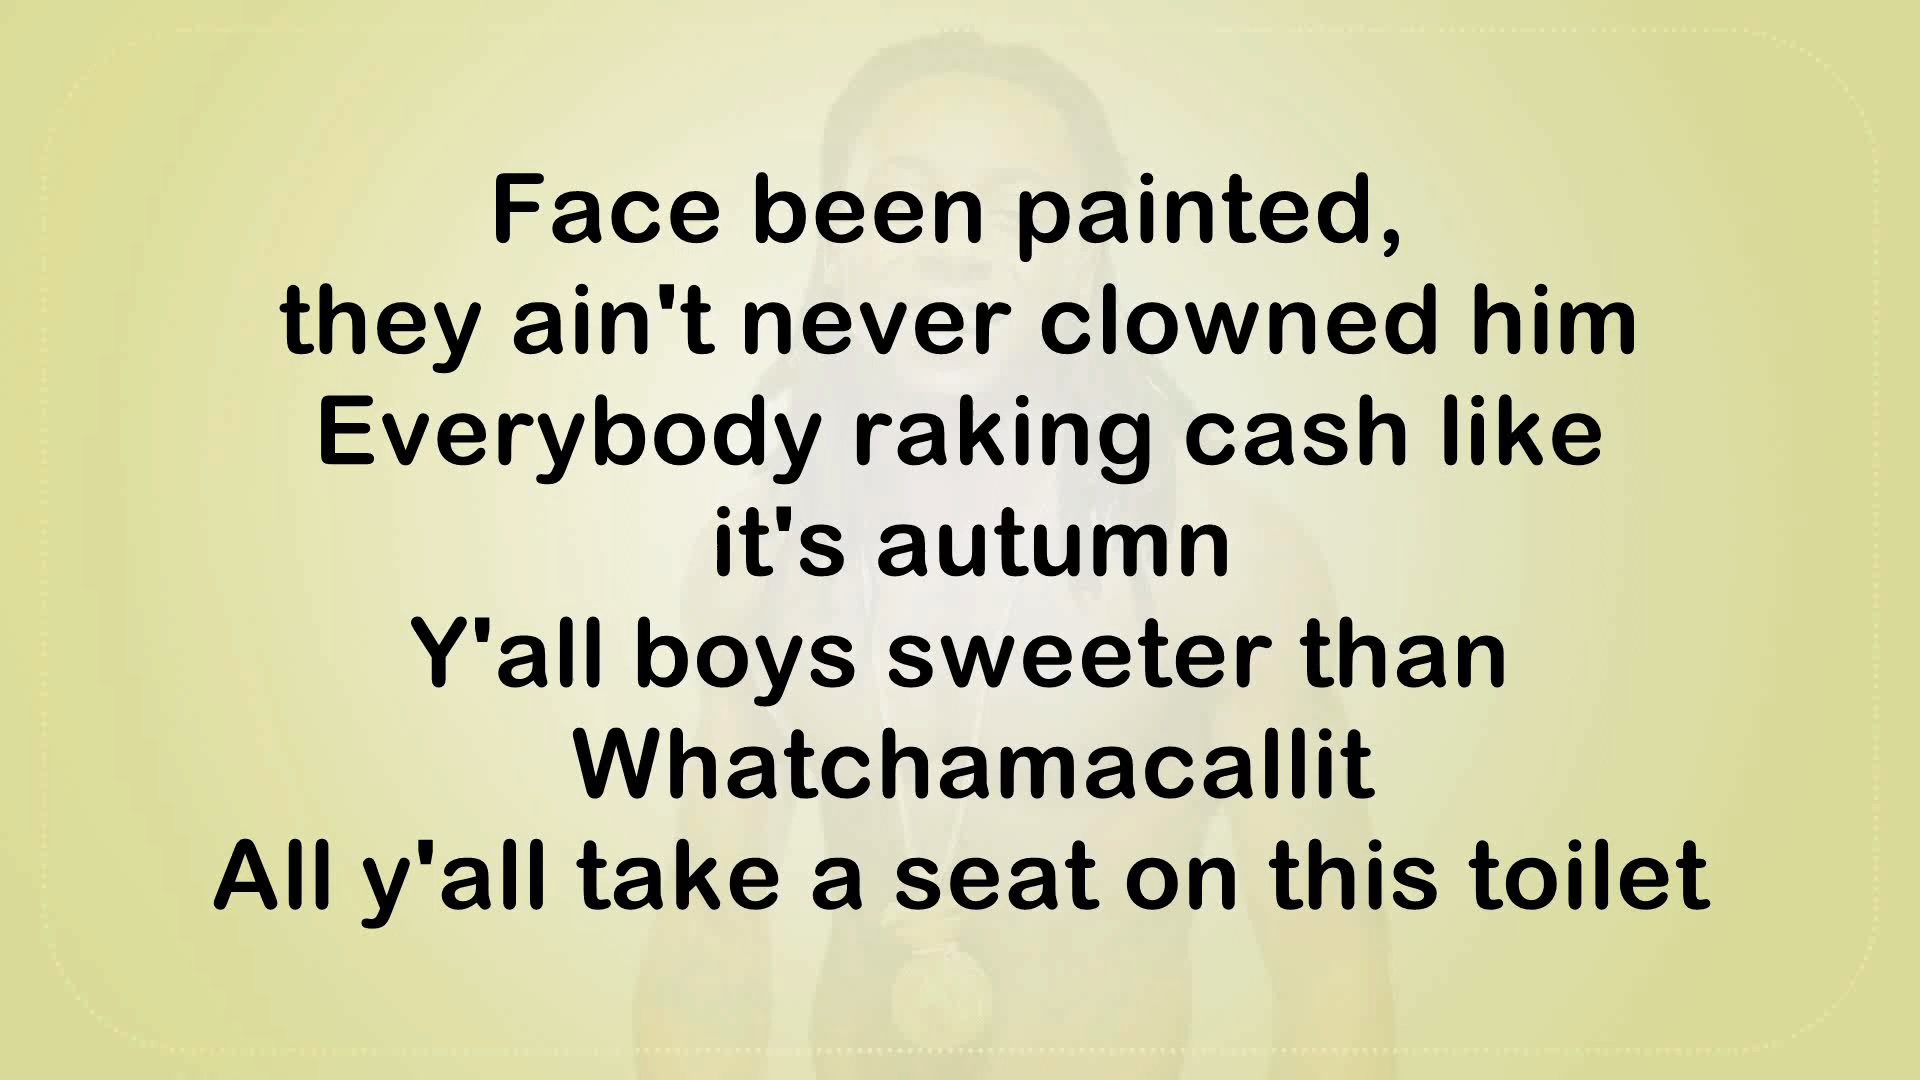 Face been painted,
they ain't never clowned him
Everybody raking cash like
it's autumn
Y'all boys sweeter than
Whatchamacallit
All y'all take a seat on this toilet